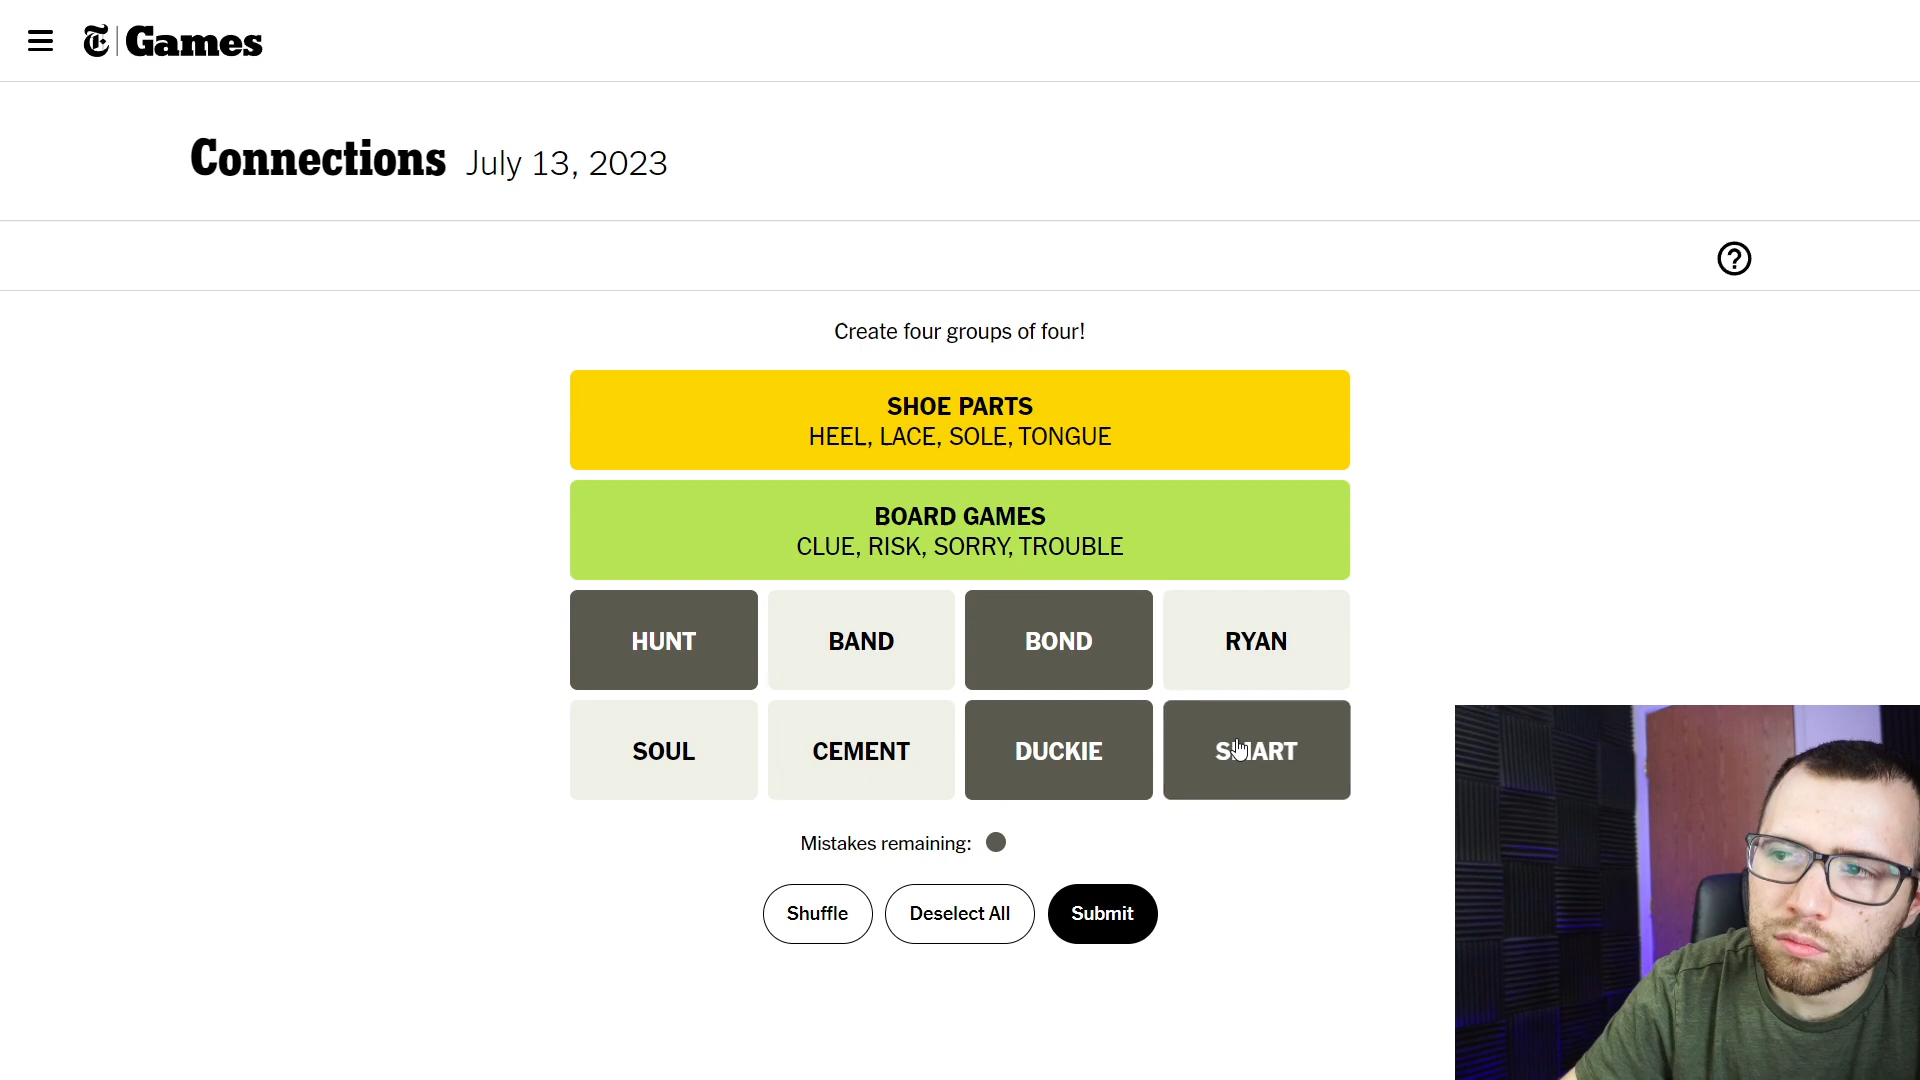 Games
Connections July 13, 2023
Create four groups of four!
SHOE PARTS
HEEL, LACE, SOLE, TONGUE
BOARD GAMES
CLUE, RISK, SORRY, TROUBLE
HUNT BAND BOND RYAN
SOUL CEMENT DUCKIE SMART
Mistakes remaining:
Shuffle Deselect All Submit